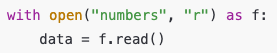 with open("numbers", "r") as f:
    data = f.read()